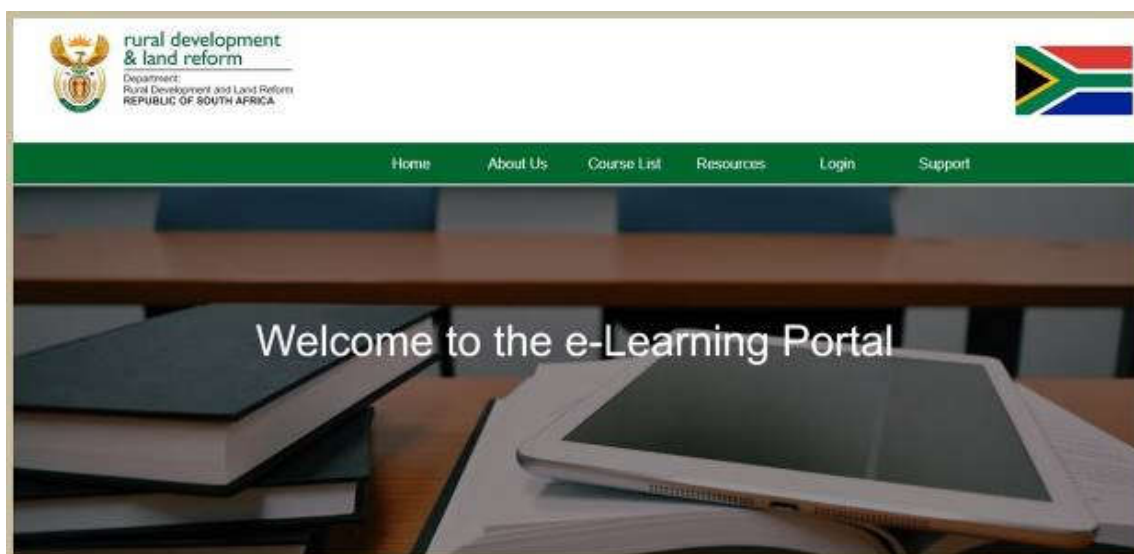 rural development
& land reform
Department:
Rural Development and Land Reform
REPUBLIC OF SOUTH AFRICA
Home About Us Course List Resources Login Support
Welcome to the e-Learning Portal